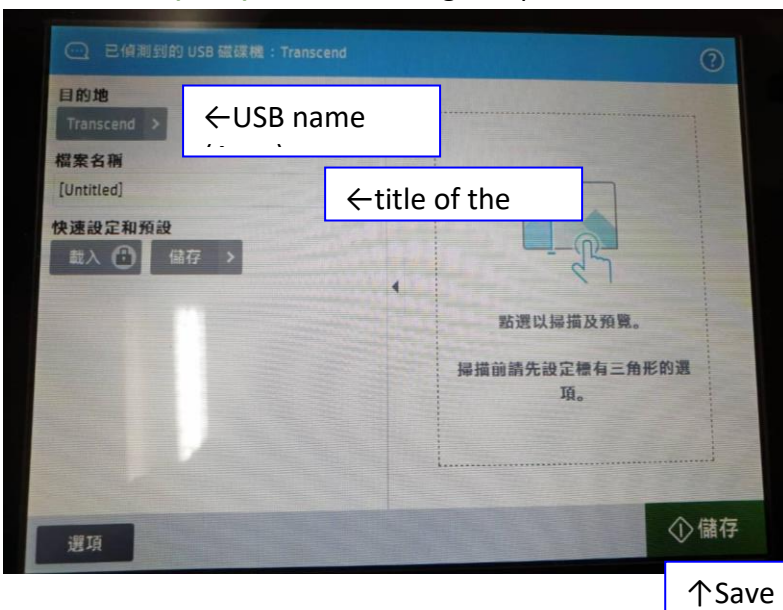 已偵測到的 USB 磁碟機：Transcend
?
目的地
Transcend >
←USB name
檔案名稱
[Untitled]
←title of the
快速設定和預設
載入
儲存 >
點選以掃描及預覽。
掃描前請先設定標有三角形的選
項。
選項
儲存
↑Save